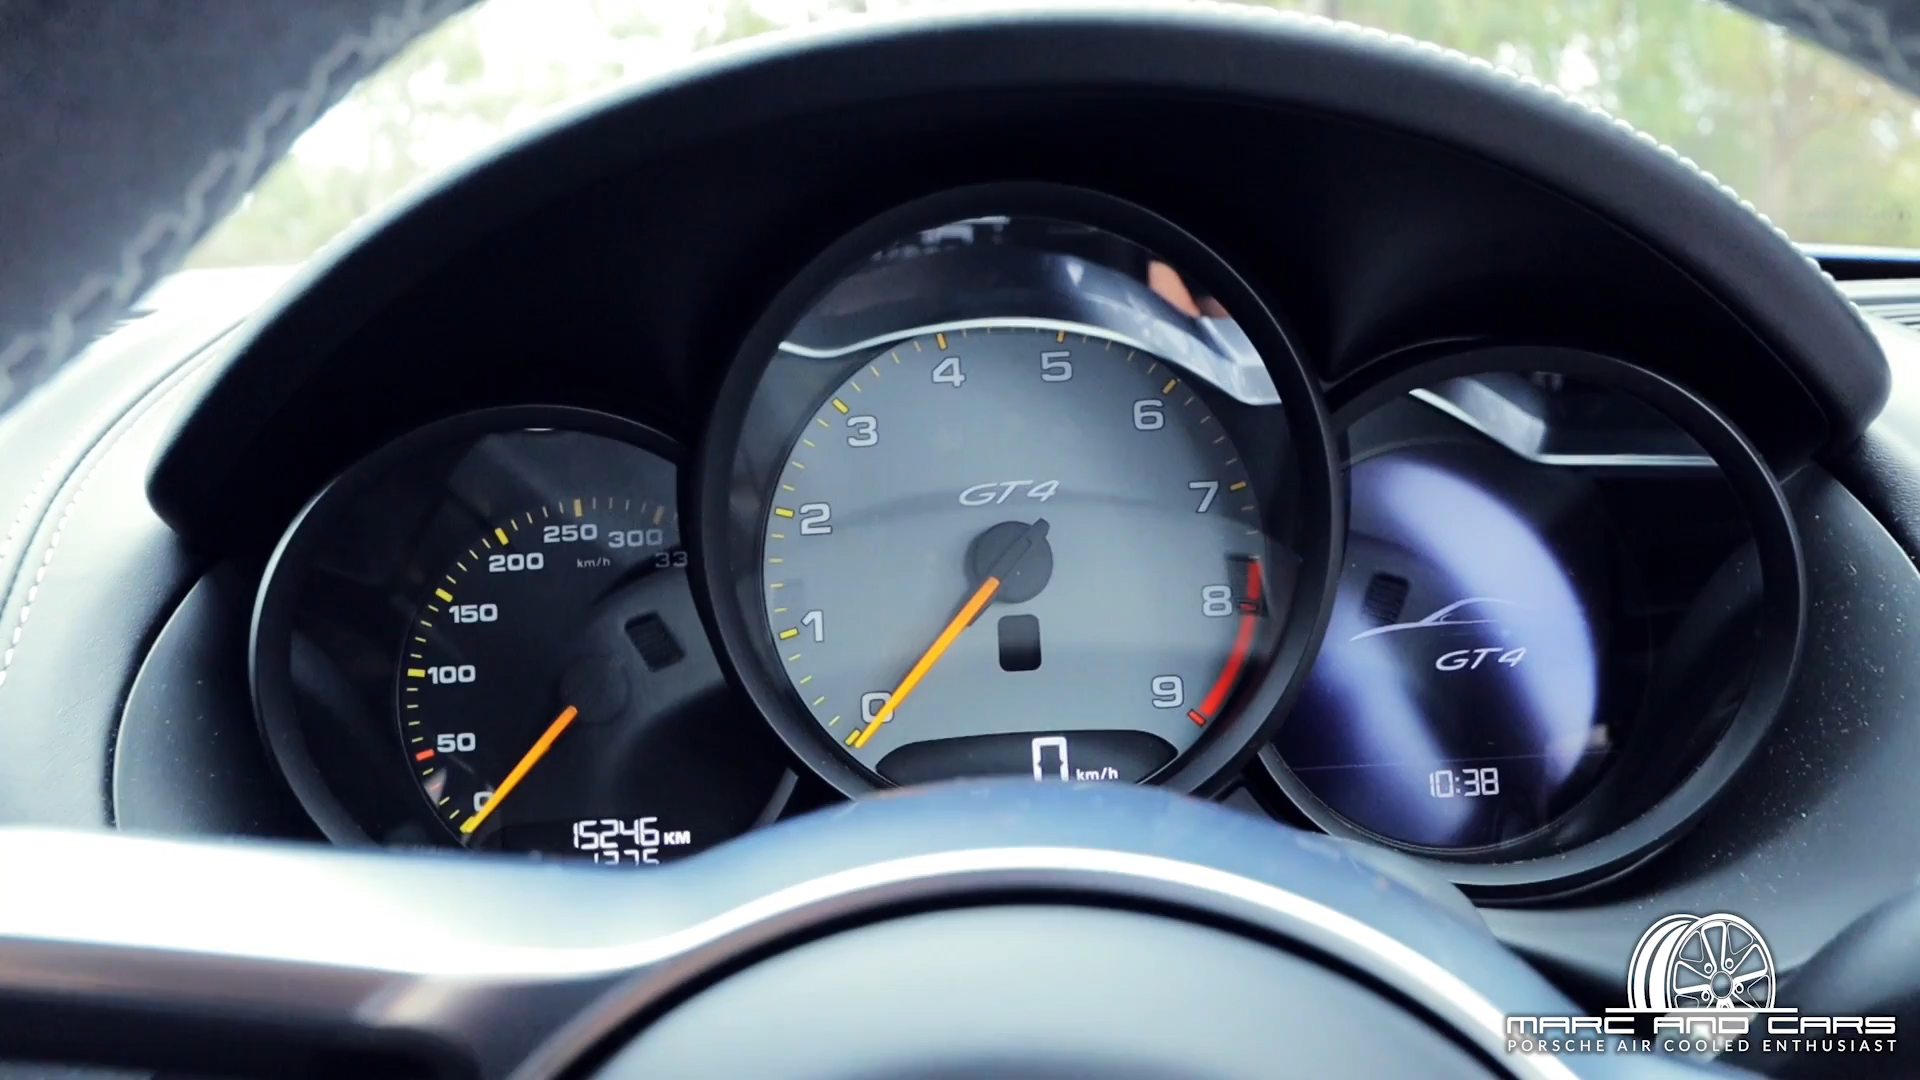 4 5
3 6
GT4
2 7
250 300
200 km/h
150
8
1
100
GT4
9
0
50
0 km/h
10:38
0
15246 KM
MARC AND CARS
PORSCHE AIR COOLED ENTHUSIAST